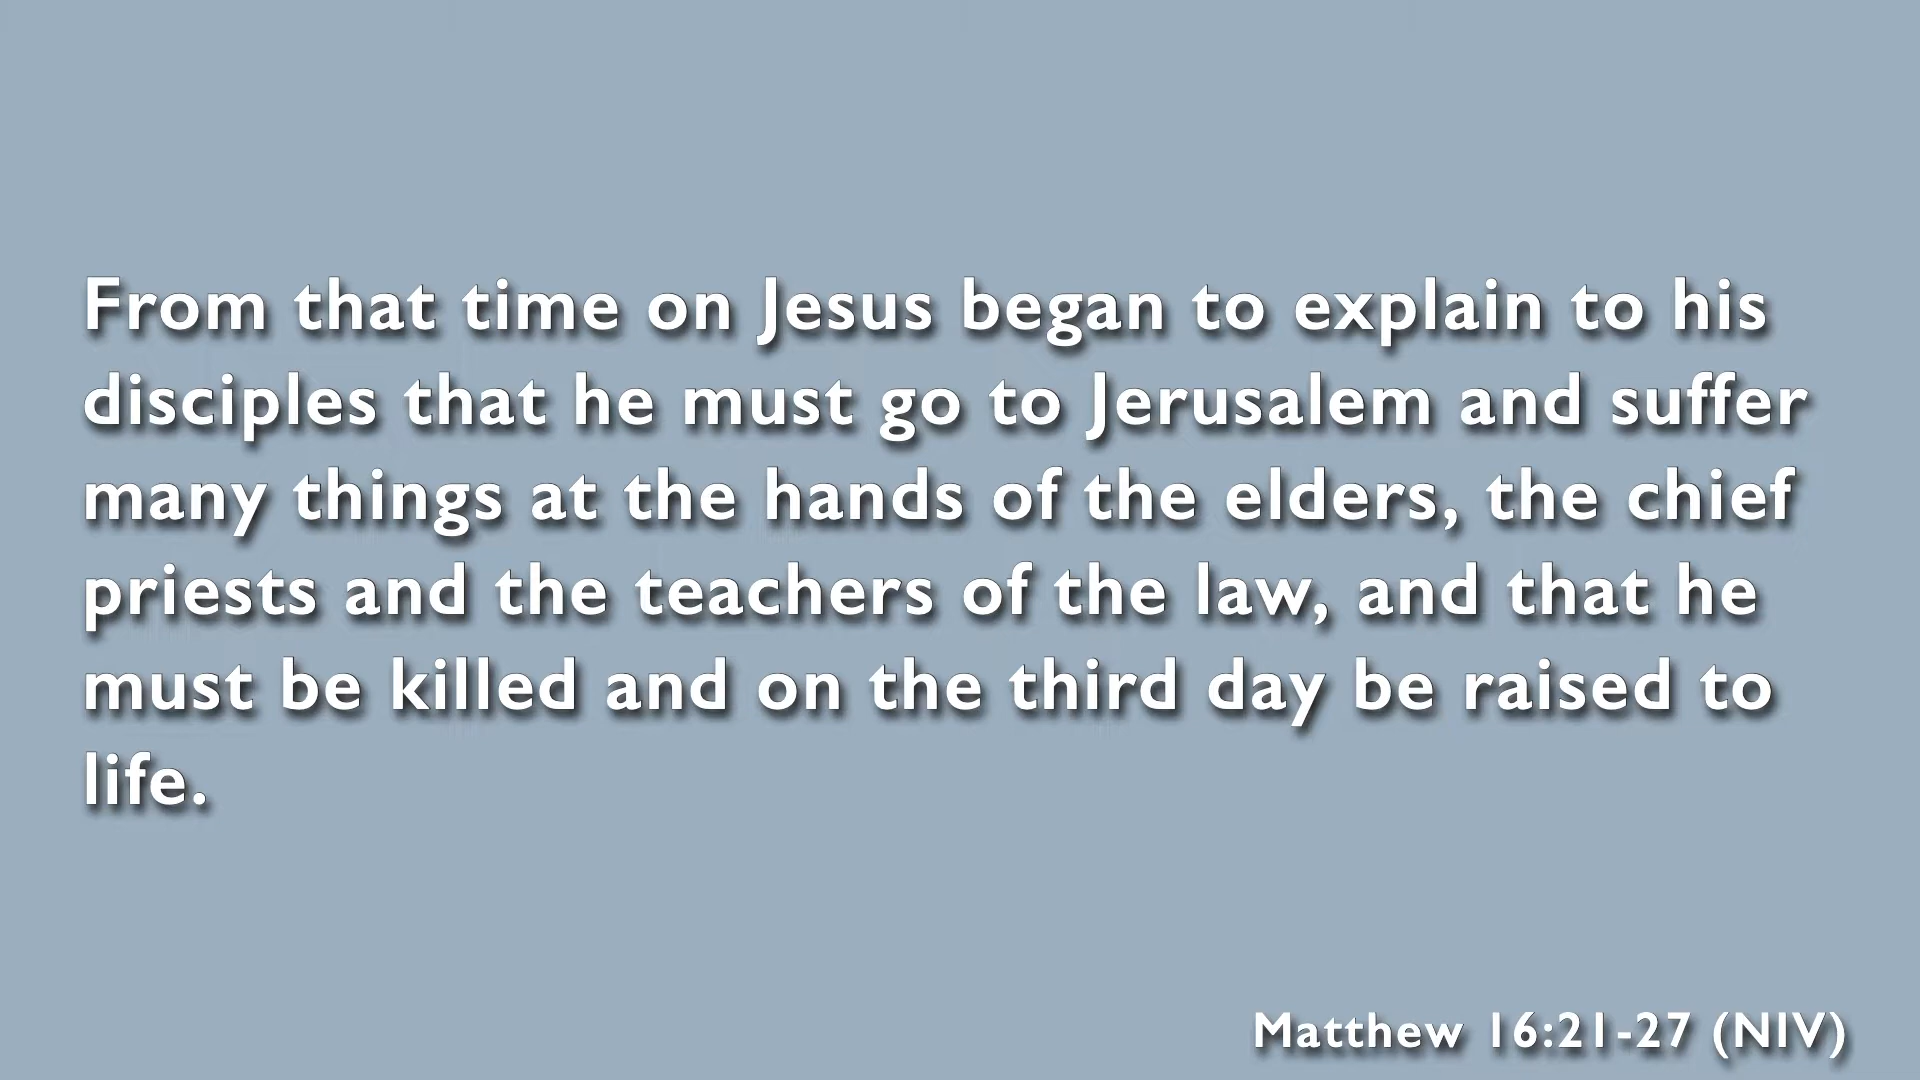 From that time on Jesus began to explain to his
disciples that he must go to Jerusalem and suffer
many things at the hands of the elders, the chief
priests and the teachers of the law, and that he
must be killed and on the third day be raised to
life.
Matthew 16:21-27 (NIV)